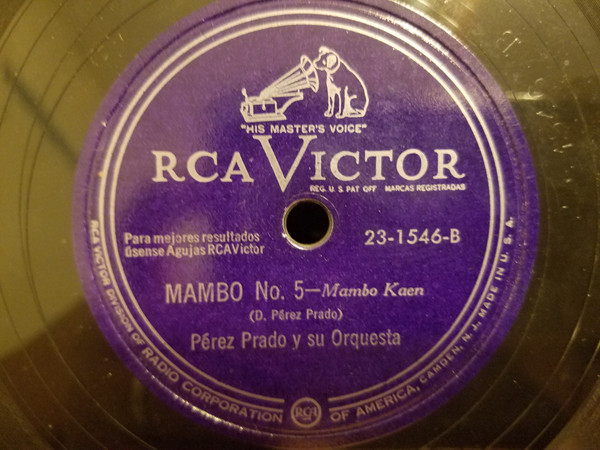 "HIS MASTER'S VOICE"
RCA VICTOR
REG. U. S. PAT OFF MARCAS REGISTRADAS
Para mejores resultados
úsense Agujas RCAVictor
23-1546-B
MAMBO No. 5—Mambo Kaen
(D. Pérez Prado)
Pérez Prado y su Orquesta
RCA VICTOR DIVISION OF RADIO CORPORATION RCA OF AMERICA, CAMDEN, N. J. MADE IN U. S. A.